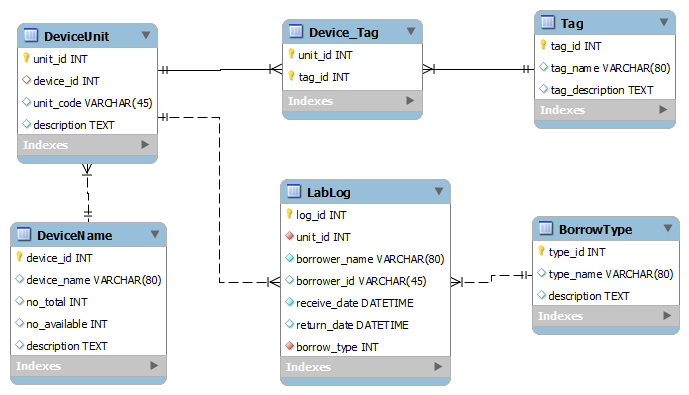 DeviceUnit
unit_id INT
device_id INT
unit_code VARCHAR(45)
description TEXT
Indexes
Device_Tag
unit_id INT
tag_id INT
Indexes
Tag
tag_id INT
tag_name VARCHAR(80)
tag_description TEXT
Indexes
DeviceName
device_id INT
device_name VARCHAR(80)
no_total INT
no_available INT
description TEXT
Indexes
LabLog
log_id INT
unit_id INT
borrower_name VARCHAR(80)
borrower_id VARCHAR(45)
receive_date DATETIME
return_date DATETIME
borrow_type INT
Indexes
BorrowType
type_id INT
type_name VARCHAR(80)
description TEXT
Indexes